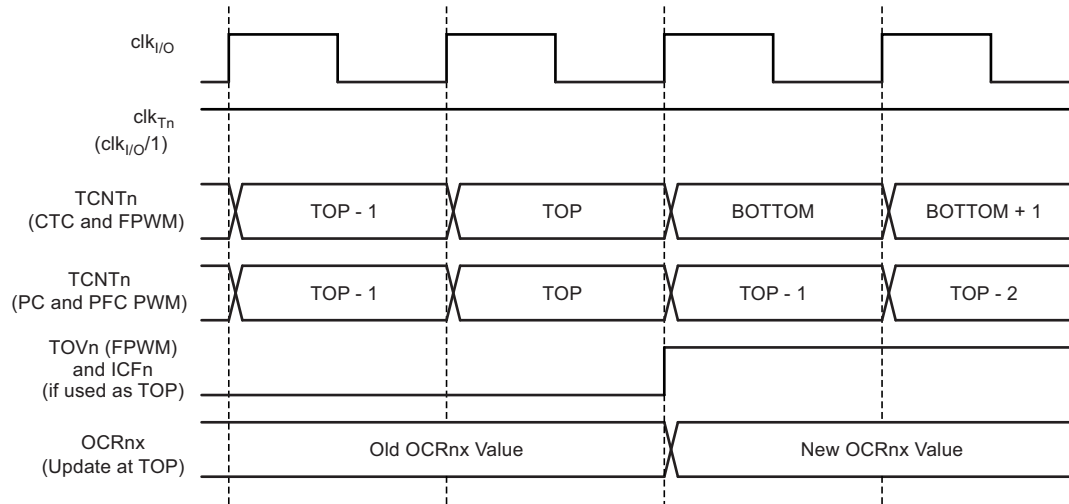 clkI/O
clkTn
(clkI/O/1)
TCNTn
(CTC and FPWM)
TOP - 1 TOP BOTTOM BOTTOM + 1
TCNTn
(PC and PFC PWM)
TOP - 1 TOP TOP - 1 TOP - 2
TOVn (FPWM)
and ICFn
(if used as TOP)
OCRnx
(Update at TOP)
Old OCRnx Value New OCRnx Value